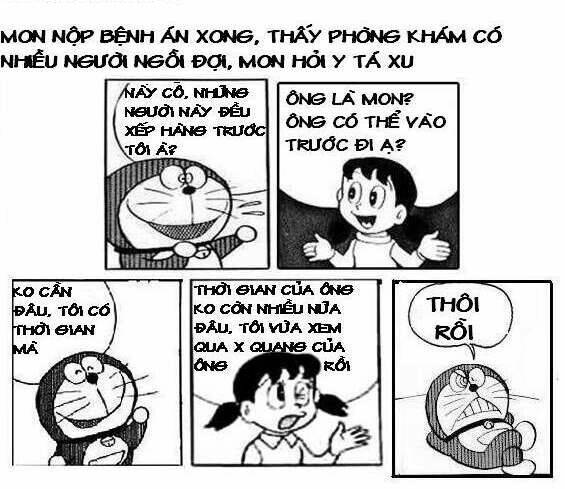 MON NỘP BỆNH ÁN XONG, THẤY PHÒNG KHÁM CÓ
NHIỀU NGƯỜI NGỒI ĐỢI, MON HỎI Y TÁ XU
NÀY CÔ, NHỮNG
NGƯỜI NÀY ĐỀU
XẾP HÀNG TRƯỚC
TÔI À?
ÔNG LÀ MON?
ÔNG CÓ THỂ VÀO
TRƯỚC ĐI Ạ?
KO CẦN
ĐÂU, TÔI CÓ
THỜI GIAN
MÀ
THỜI GIAN CỦA ÔNG
KO CÒN NHIỀU NỮA
ĐÂU, TÔI VỪA XEM
QUA X QUANG CỦA
ÔNG RỒI
THÔI
RỒI